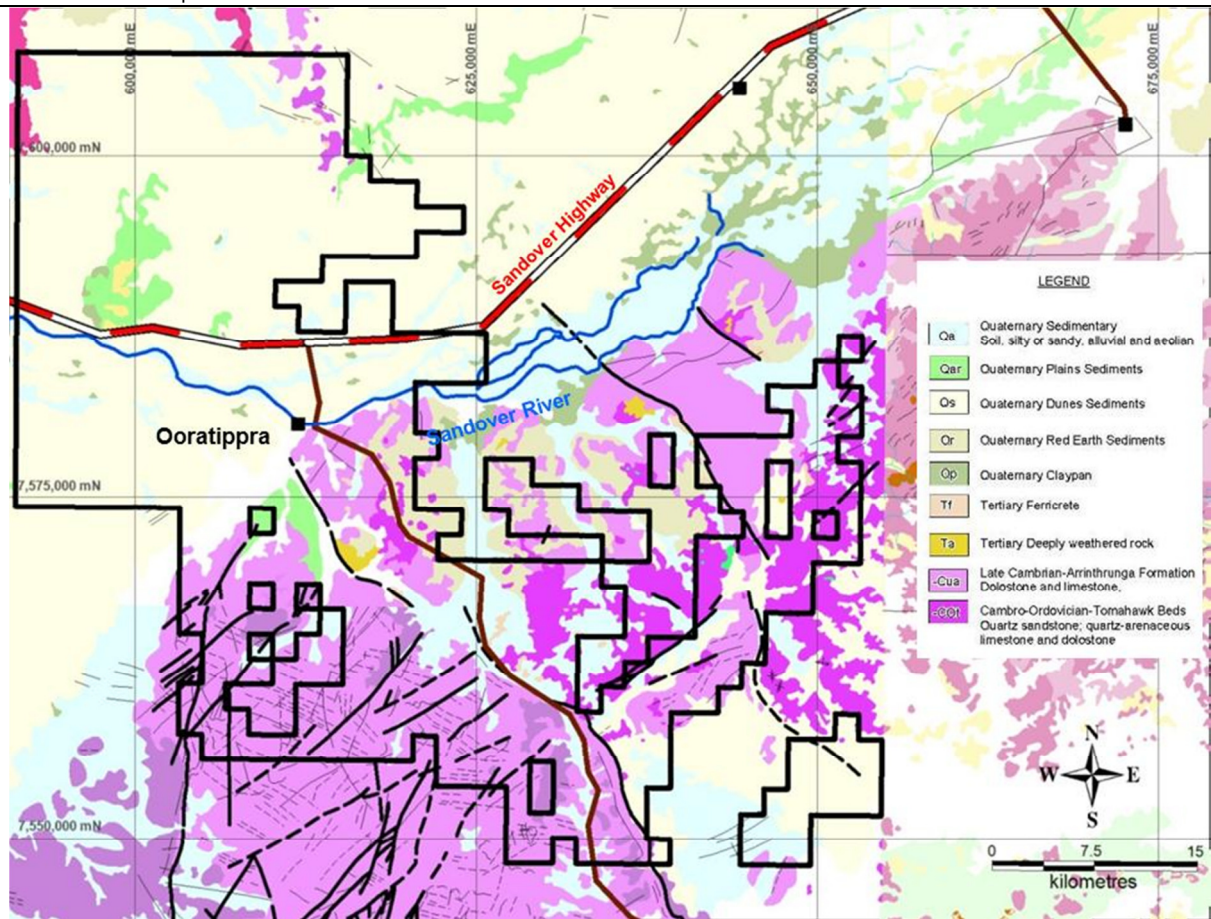 600,000 mE
625,000 mE
650,000 mE
675,000 mE
7,600,000 mN
Sandover Highway
Sandover River
Ooratippra
7,575,000 mN
7,550,000 mN
LEGEND
Qa Quaternary Sedimentary
Soil, silty or sandy, alluvial and aeolian
Qar Quaternary Plains Sediments
Qs Quaternary Dunes Sediments
Qr Quaternary Red Earth Sediments
Qp Quaternary Claypan
Tf Tertiary Ferricrete
Ta Tertiary Deeply weathered rock
-Cua Late Cambrian-Arrinthrunga Formation
Dolostone and limestone,
-COt Cambro-Ordovician-Tomahawk Beds
Quartz sandstone; quartz-arenaceous
limestone and dolostone
N
W E
S
0 7.5 15
kilometres